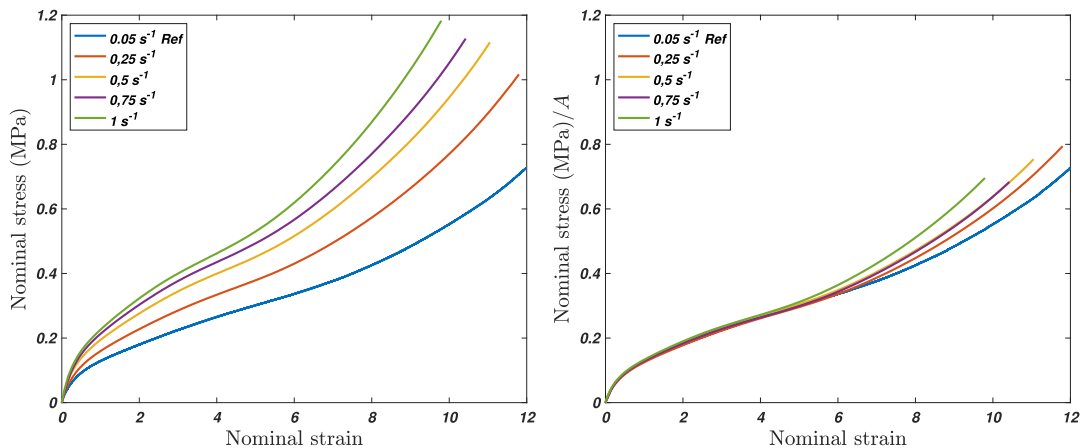 1.2
1
0.8
0.6
0.4
0.2
0
0 2 4 6 8 10 12
Nominal strain
Nominal stress (MPa)
0.05 s-1 Ref
0,25 s-1
0,5 s-1
0,75 s-1
1 s-1
1.2
1
0.8
0.6
0.4
0.2
0
0 2 4 6 8 10 12
Nominal strain
Nominal stress (MPa)/A
0.05 s-1 Ref
0,25 s-1
0,5 s-1
0,75 s-1
1 s-1